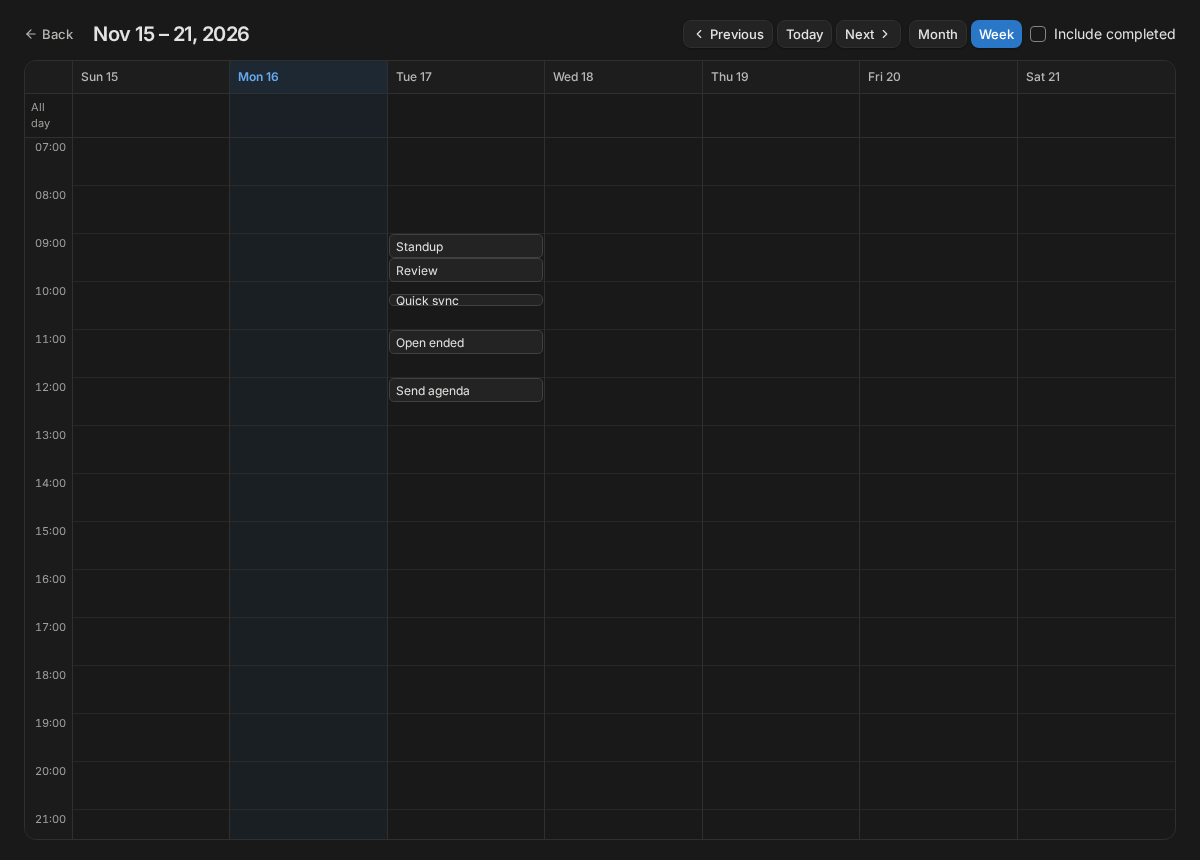 Back
Nov 15 – 21, 2026
Previous
Today
Next
Month
Week
Include completed
Sun 15
Mon 16
Tue 17
Wed 18
Thu 19
Fri 20
Sat 21
All
day
07:00
08:00
09:00
Standup
Review
10:00
Quick sync
11:00
Open ended
12:00
Send agenda
13:00
14:00
15:00
16:00
17:00
18:00
19:00
20:00
21:00